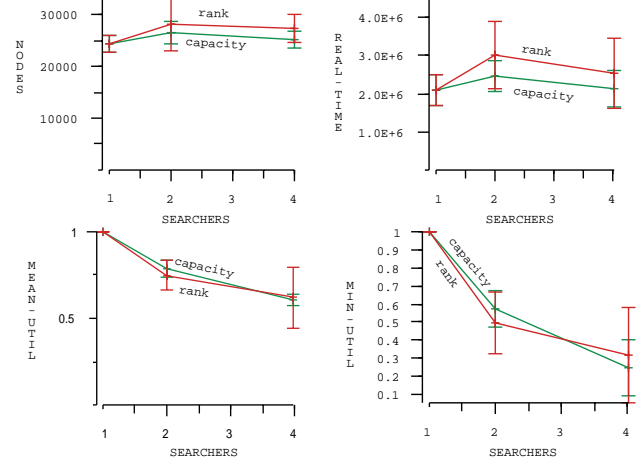 30000
20000
10000
NODES
rank
capacity
1 2 3 4
SEARCHERS
4.0E+6
3.0E+6
2.0E+6
1.0E+6
REAL-TIME
rank
capacity
1 2 3 4
SEARCHERS
1
0.5
MEAN-UTIL
capacity
rank
1 2 3 4
SEARCHERS
1
0.9
0.8
0.7
0.6
0.5
0.4
0.3
0.2
0.1
MIN-UTIL
capacity
rank
1 2 3 4
SEARCHERS